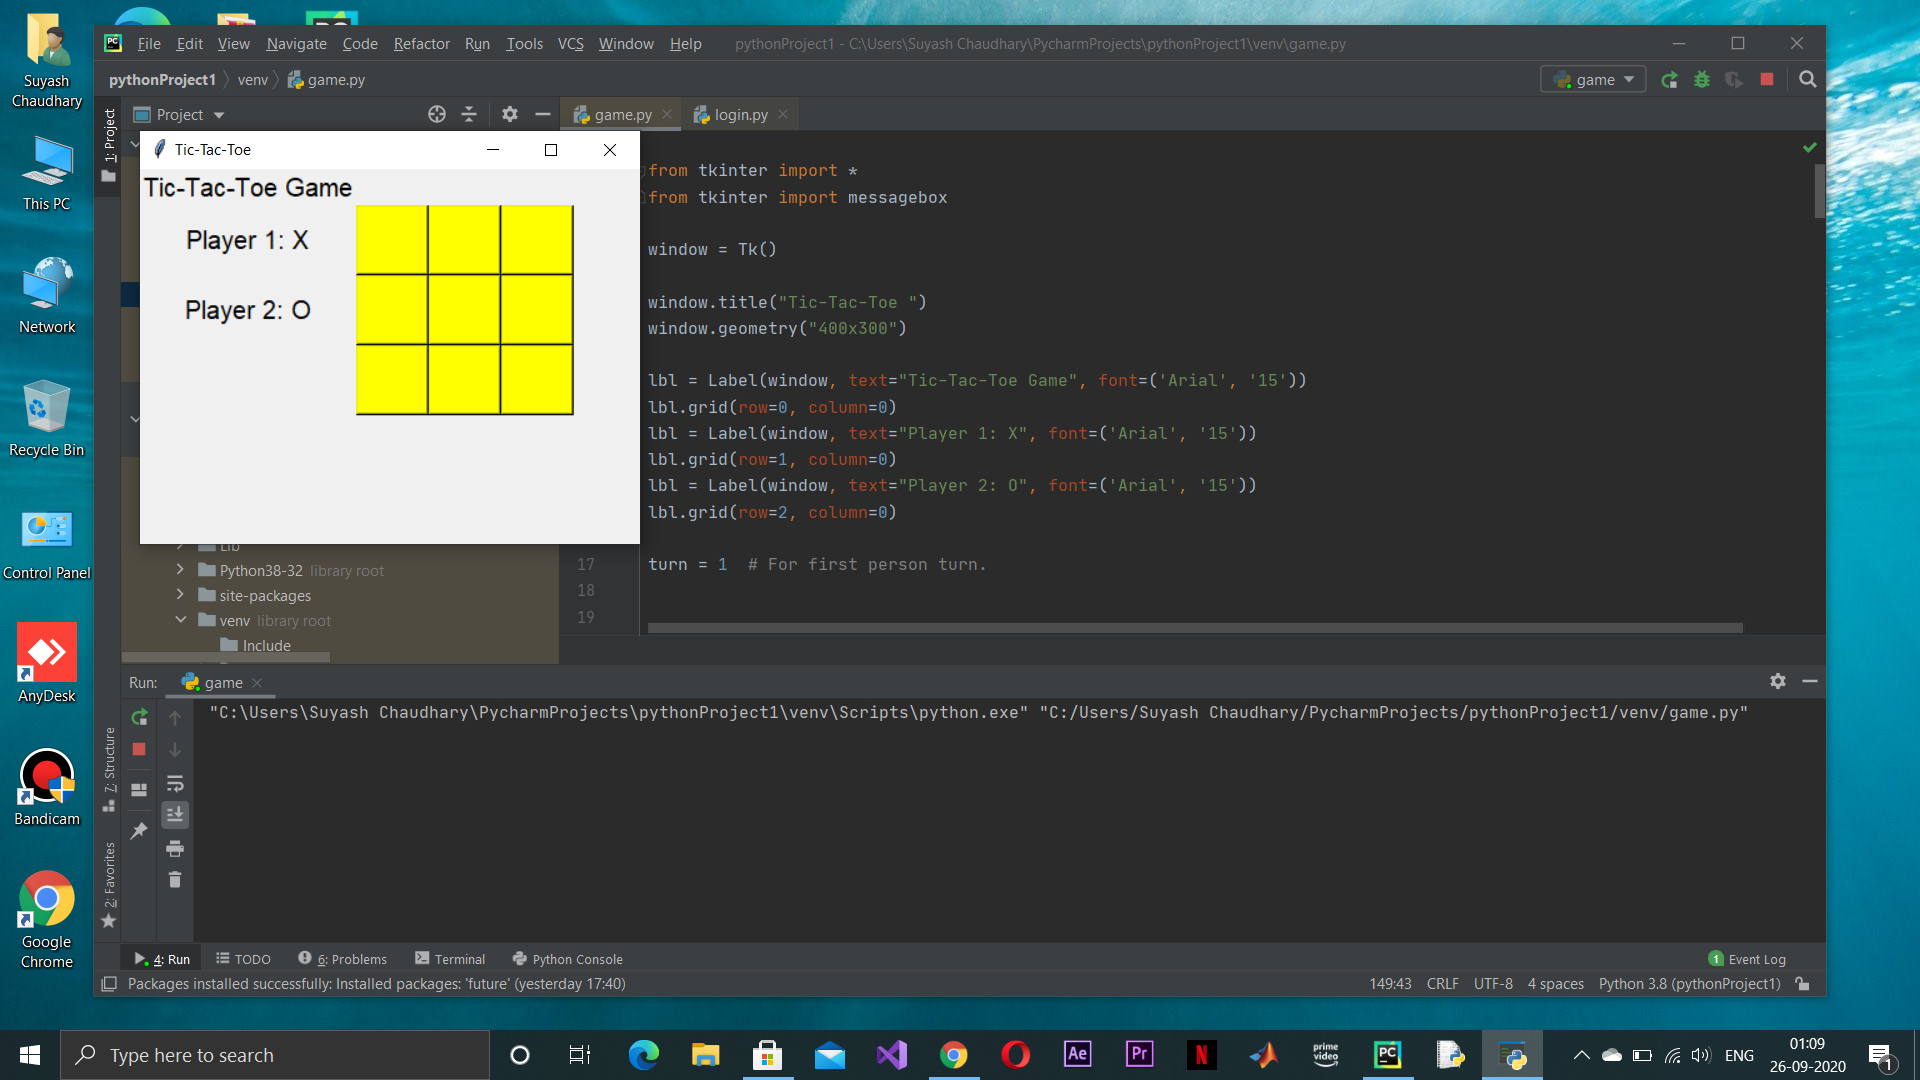 Suyash
Chaudhary
This PC
Network
Recycle Bin
Control Panel
AnyDesk
Bandicam
Google
Chrome
PC File Edit View Navigate Code Refactor Run Tools VCS Window Help pythonProject1 - C:\Users\Suyash Chaudhary\PycharmProjects\pythonProject1\venv\game.py
pythonProject1 venv game.py game
1: Project
Project game.py login.py
Tic-Tac-Toe
Tic-Tac-Toe Game
Player 1: X
Player 2: O
from tkinter import *
from tkinter import messagebox
window = Tk()
window.title("Tic-Tac-Toe ")
window.geometry("400x300")
lbl = Label(window, text="Tic-Tac-Toe Game", font=('Arial', '15'))
lbl.grid(row=0, column=0)
lbl = Label(window, text="Player 1: X", font=('Arial', '15'))
lbl.grid(row=1, column=0)
lbl = Label(window, text="Player 2: O", font=('Arial', '15'))
lbl.grid(row=2, column=0)
17 turn = 1 # For first person turn.
18
19
Lib
Python38-32 library root
site-packages
venv library root
Include
Run: game
"C:\Users\Suyash Chaudhary\PycharmProjects\pythonProject1\venv\Scripts\python.exe" "C:/Users/Suyash Chaudhary/PycharmProjects/pythonProject1/venv/game.py"
7: Structure
2: Favorites
4: Run TODO 6: Problems Terminal Python Console 1 Event Log
Packages installed successfully: Installed packages: 'future' (yesterday 17:40) 149:43 CRLF UTF-8 4 spaces Python 3.8 (pythonProject1)
Type here to search
Ae Pr N prime video PC
ENG 01:09
26-09-2020 1